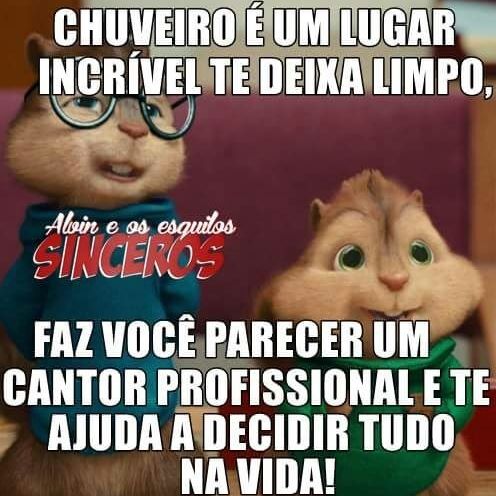 CHUVEIRO É UM LUGAR
INCRÍVEL TE DEIXA LIMPO,
Alvin e os esquilos
SINCEROS
FAZ VOCÊ PARECER UM
CANTOR PROFISSIONAL E TE
AJUDA A DECIDIR TUDO
NA VIDA!